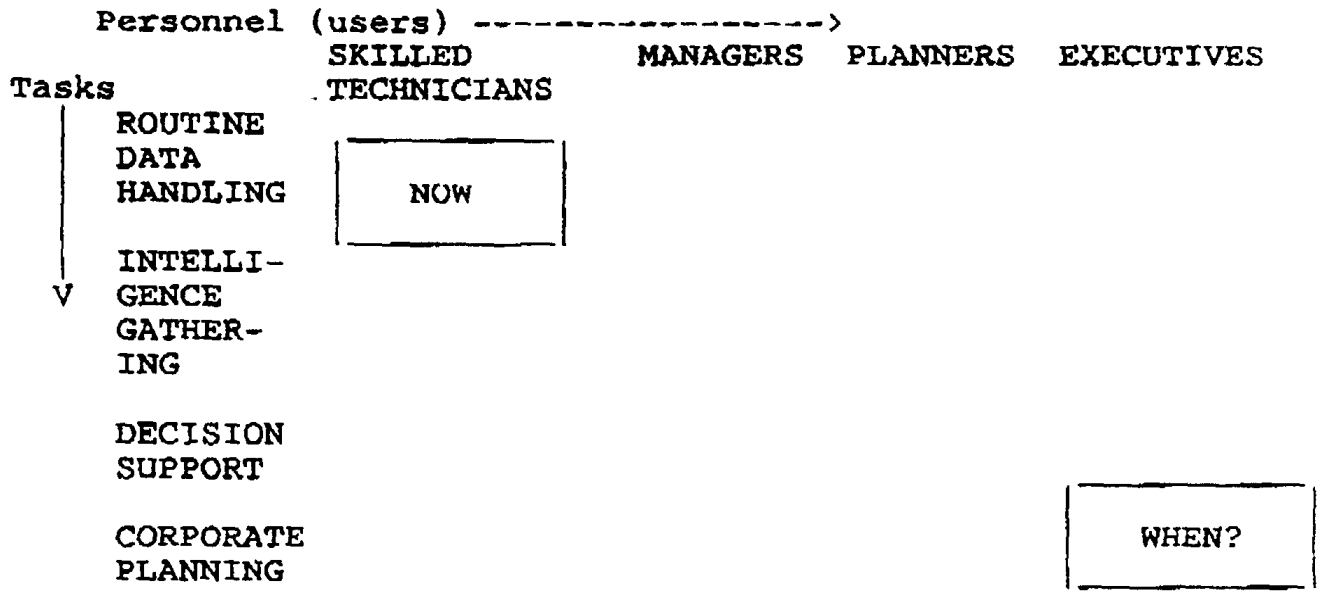 Personnel (users) ------------------>
SKILLED MANAGERS PLANNERS EXECUTIVES
Tasks TECHNICIANS
ROUTINE
DATA
HANDLING NOW
INTELLI-
V GENCE
GATHER-
ING
DECISION
SUPPORT
CORPORATE WHEN?
PLANNING